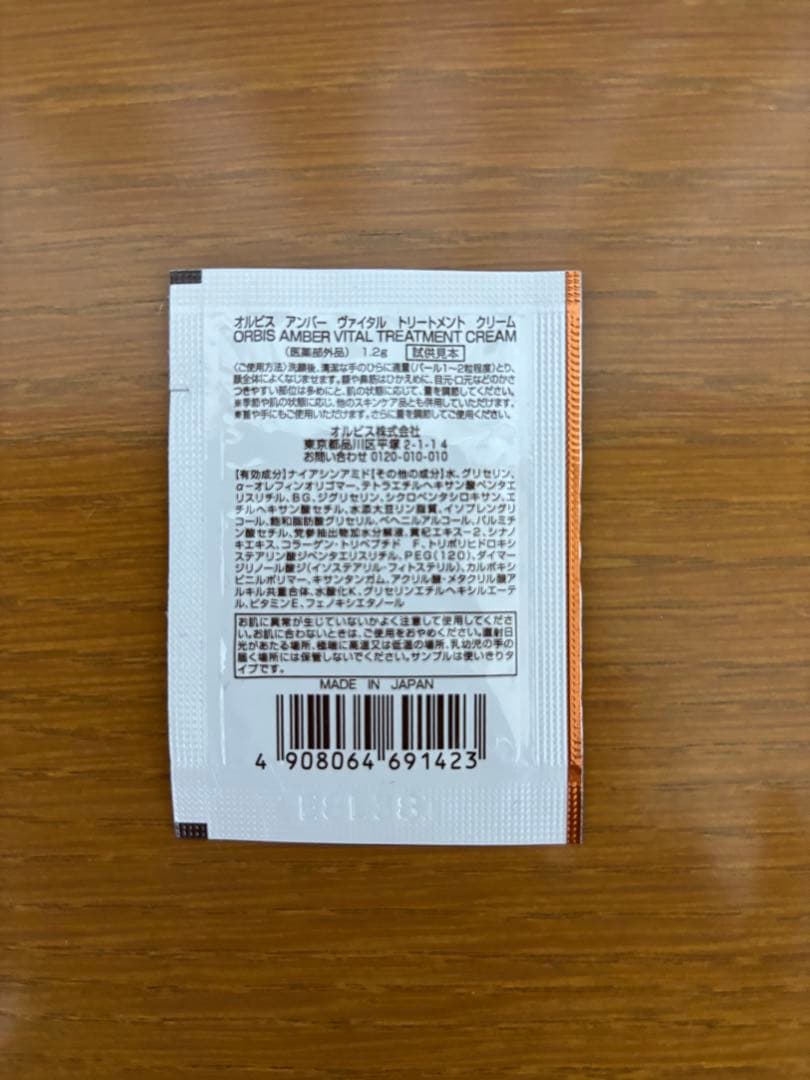 オルビス アンバー ヴァイタル トリートメント クリーム
ORBIS AMBER VITAL TREATMENT CREAM
(医薬部外品) 1.2g 試供見本
〈ご使用方法〉洗顔後、清潔な手のひらに適量(パール1〜2粒程度)とり、
顔全体によくなじませます。額や鼻筋はひかえめに、目元・口元などのかさ
つきやすい部位は多めにと、肌の状態に応じて、量を調節してください。
※季節や肌の状態に応じ、他のスキンケア品とも併用していただけます。
※首や手にもご使用いただけます。さらに量を調節してご使用ください。
オルビス株式会社
東京都品川区平塚2-1-14
お問い合わせ 0120-010-010
【有効成分】ナイアシンアミド【その他の成分】水、グリセリン、
α-オレフィンオリゴマー、テトラエチルヘキサン酸ペンタエ
リスリチル、BG、ジグリセリン、シクロペンタシロキサン、エ
チルヘキサン酸セチル、水添大豆リン脂質、イソプレングリ
コール、飽和脂肪酸グリセリル、ベヘニルアルコール、パルミチ
ン酸セチル、党参抽出物加水分解液、黄杞エキス-2、シナノ
キエキス、コラーゲン・トリペプチド F、トリポリヒドロキシ
ステアリン酸ジペンタエリスリチル、PEG(120)、ダイマー
ジリノール酸ジ(イソステアリル・フィトステリル)、カルボキシ
ビニルポリマー、キサンタンガム、アクリル酸・メタクリル酸ア
ルキル共重合体、水酸化K、グリセリンエチルヘキシルエーテ
ル、ビタミンE、フェノキシエタノール
お肌に異常が生じていないかよく注意して使用してくださ
い。お肌に合わないときは、ご使用をおやめください。直射日
光があたる場所、極端に高温又は低温の場所、乳幼児の手の
届く場所には保管しないでください。サンプルは使いきりタ
イプです。
MADE IN JAPAN
4 908064 691423